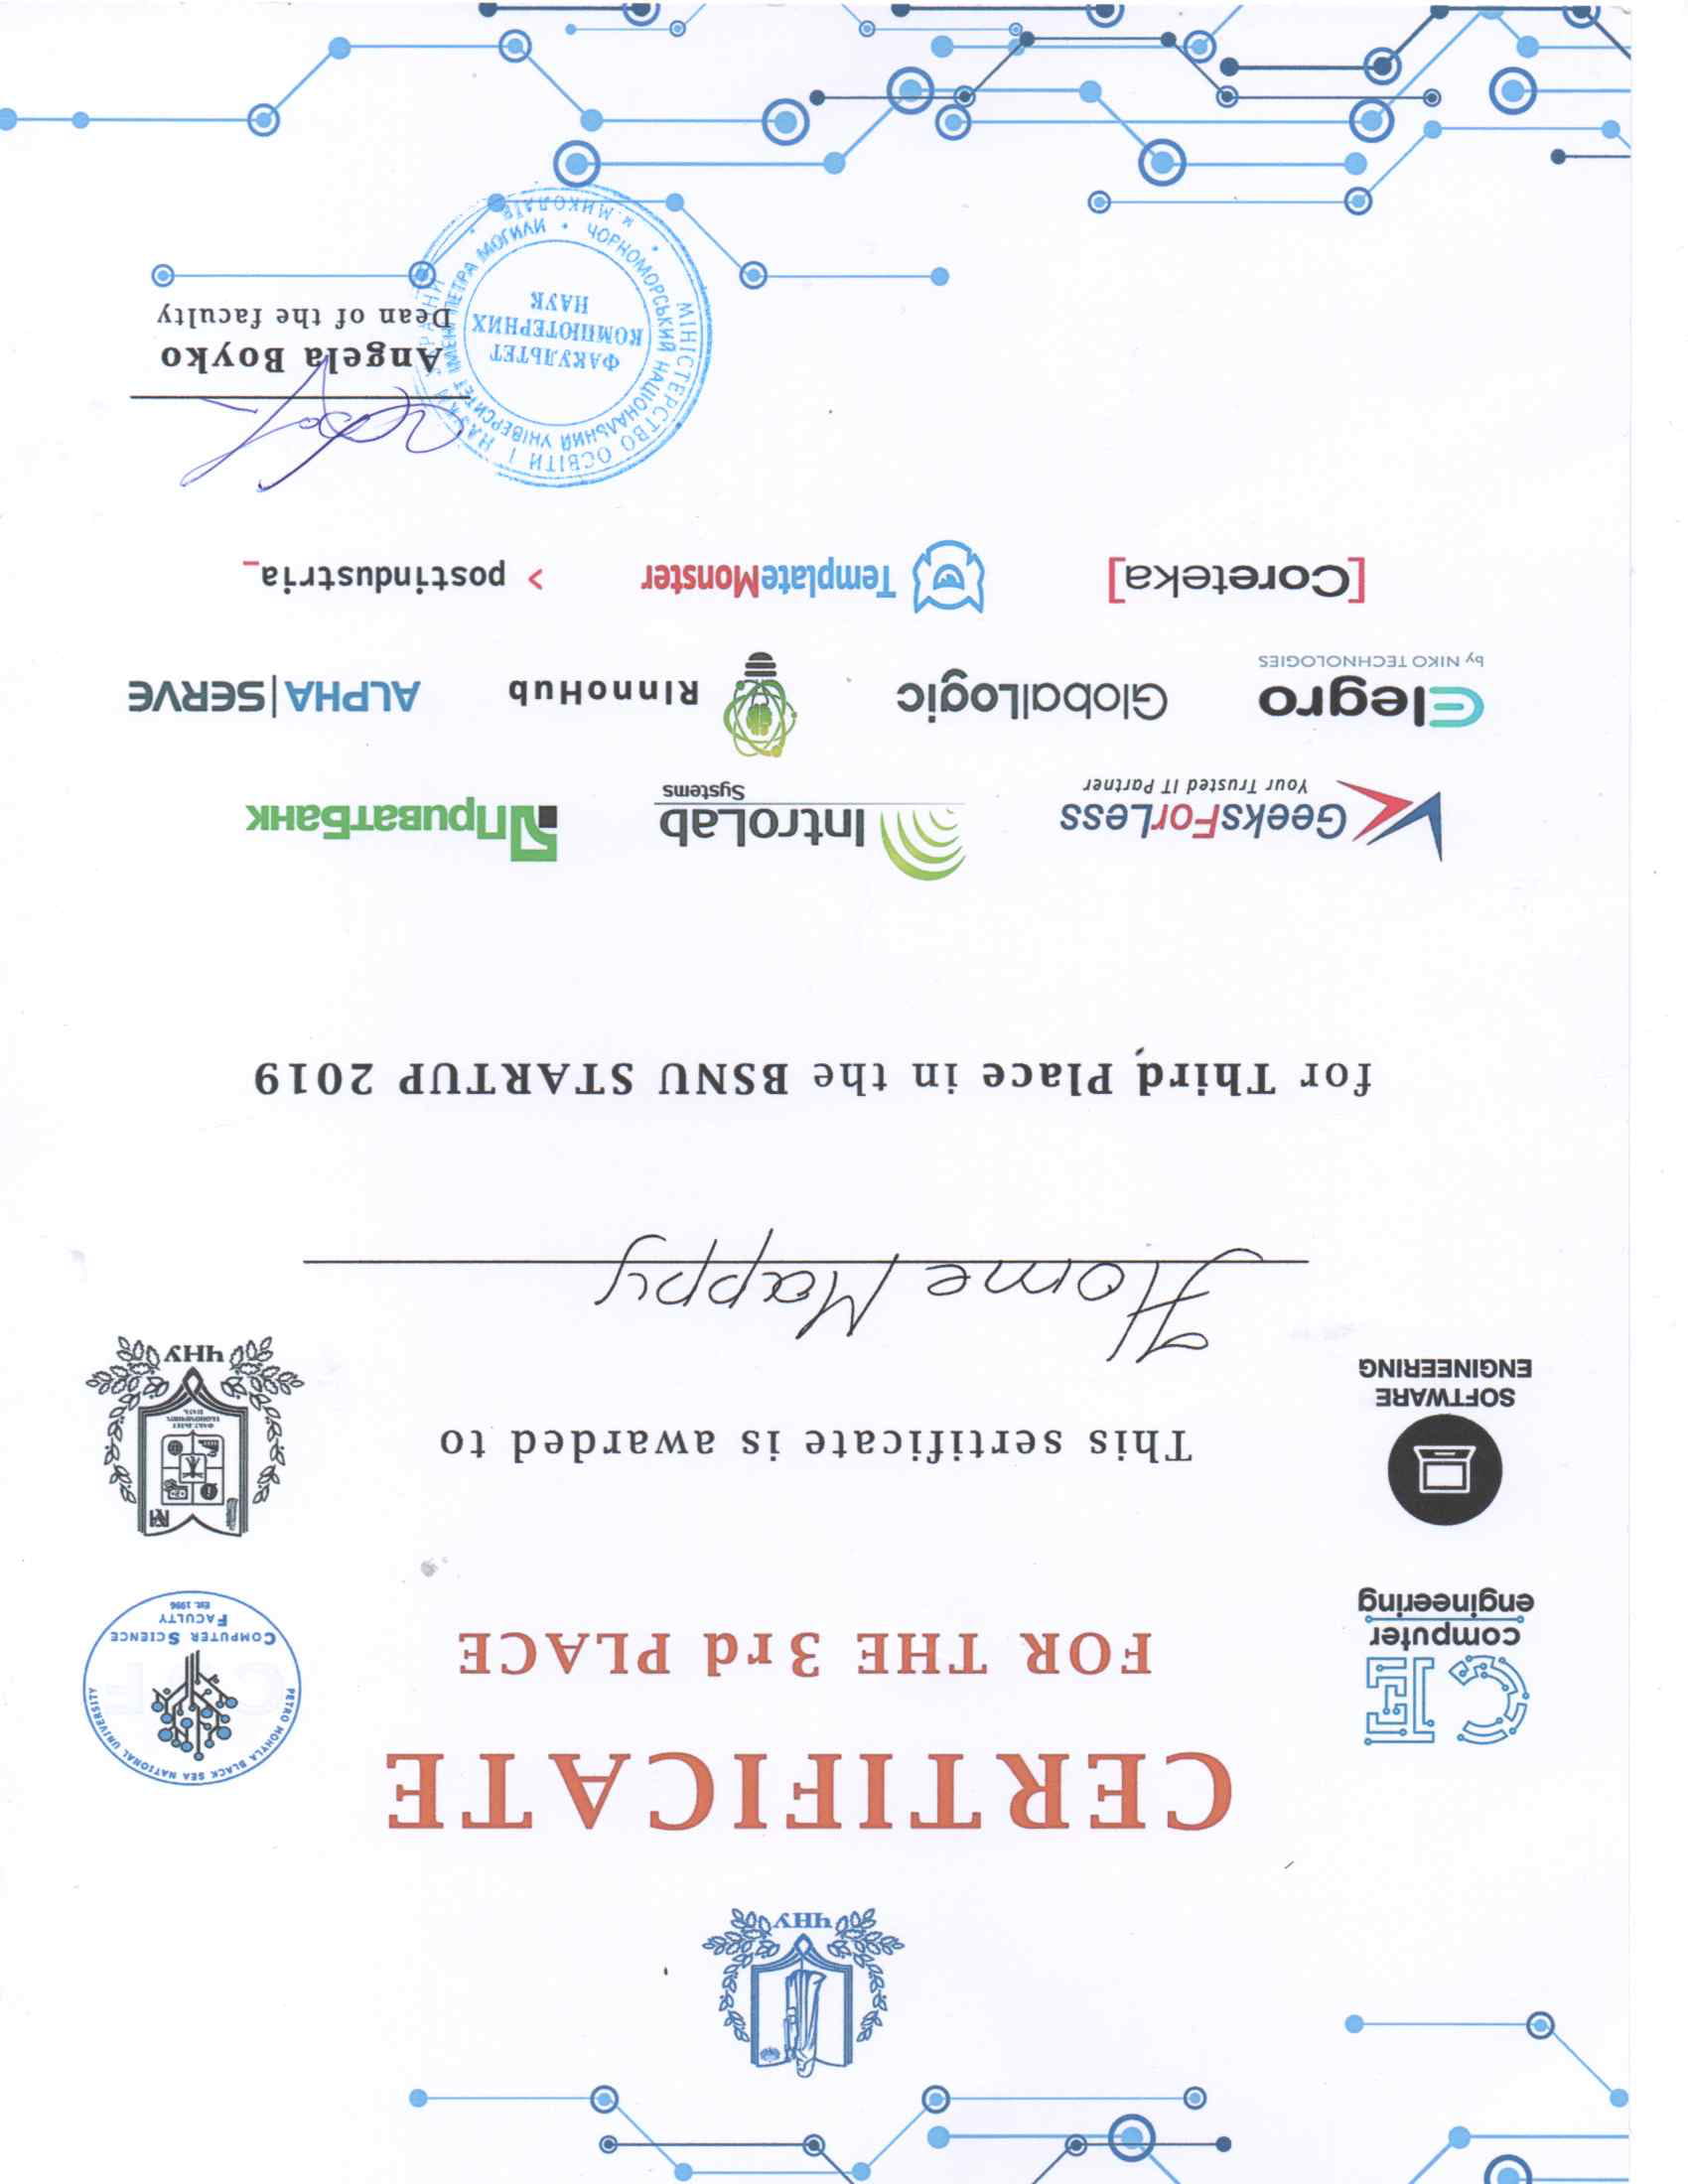 ЧНУ
CERTIFICATE
FOR THE 3rd PLACE
CE
computer
engineering
PETRO MOHYLA BLACK SEA NATIONAL UNIVERSITY
COMPUTER SCIENCE
FACULTY
Est. 1996
SOFTWARE
ENGINEERING
ФАКУЛЬТЕТ
ЕКОНОМІЧНИХ
НАУК
ЧНУ
This sertificate is awarded to
Home Mappy
for Third Place in the BSNU STARTUP 2019
GeeksForLess
Your Trusted IT Partner
IntroLab
Systems
ПриватБанк
Elegro
by NIKO TECHNOLOGIES
GlobalLogic
RInnoHub
ALPHA|SERVE
[Coreteka]
TemplateMonster
> postindustria_
МІНІСТЕРСТВО ОСВІТИ І НАУКИ УКРАЇНИ
ЧОРНОМОРСЬКИЙ НАЦІОНАЛЬНИЙ УНІВЕРСИТЕТ ІМЕНІ ПЕТРА МОГИЛИ
м. МИКОЛАЇВ
ФАКУЛЬТЕТ
КОМП'ЮТЕРНИХ
НАУК
Angela Boyko
Dean of the faculty